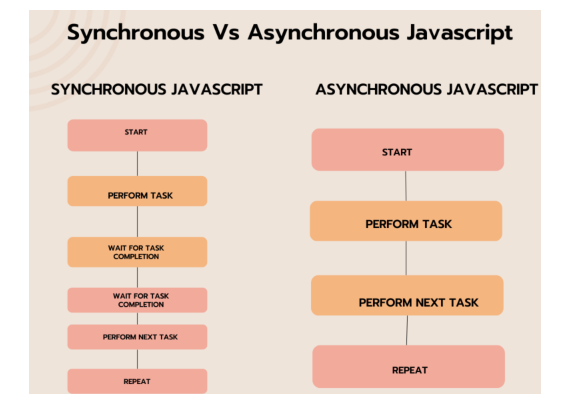 Synchronous Vs Asynchronous Javascript
SYNCHRONOUS JAVASCRIPT
START
PERFORM TASK
WAIT FOR TASK
COMPLETION
WAIT FOR TASK
COMPLETION
PERFORM NEXT TASK
REPEAT
ASYNCHRONOUS JAVASCRIPT
START
PERFORM TASK
PERFORM NEXT TASK
REPEAT